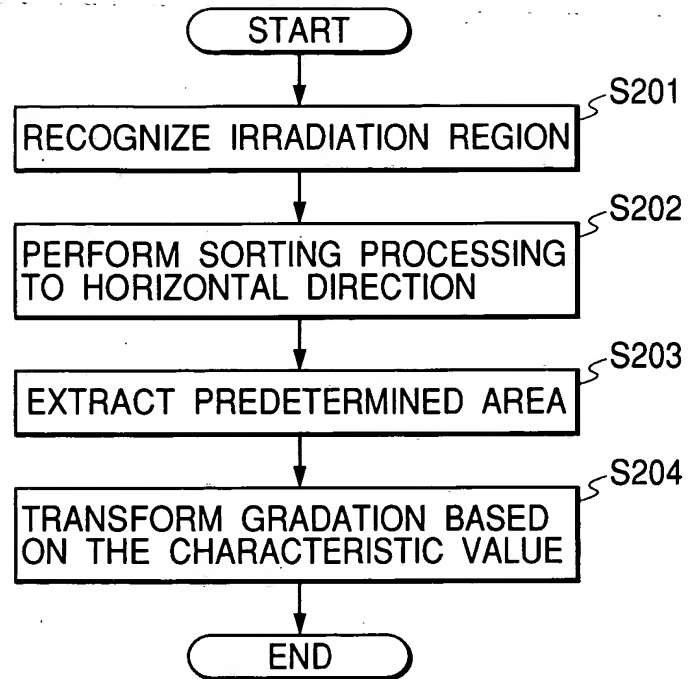 START
S201
RECOGNIZE IRRADIATION REGION
S202
PERFORM SORTING PROCESSING
TO HORIZONTAL DIRECTION
S203
EXTRACT PREDETERMINED AREA
S204
TRANSFORM GRADATION BASED
ON THE CHARACTERISTIC VALUE
END